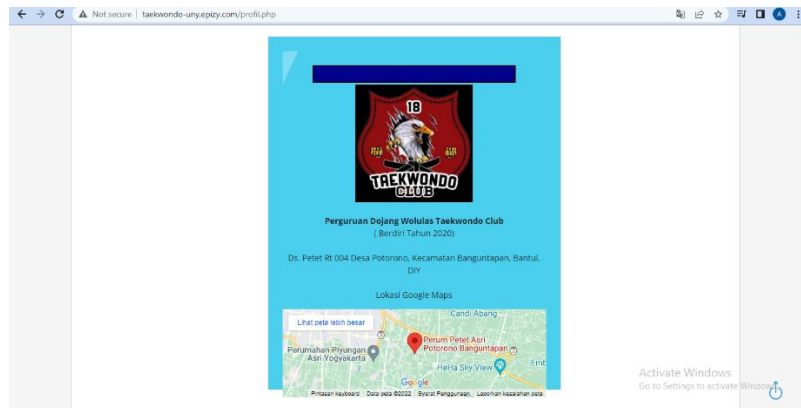 Not secure | taekwondo-uny.epizy.com/profil.php
18
TAEKWONDO
CLUB
Perguruan Dojang Wolulas Taekwondo Club
( Berdiri Tahun 2020)
Ds. Petet Rt 004 Desa Potorono, Kecamatan Banguntapan, Bantul,
DIY
Lokasi Google Maps
Lihat peta lebih besar
Candi Abang
Perum Petet Asri
Potorono Banguntapan
Perumahan Piyungan
Asri Yogyakarta
HeHa Sky View
Emb
Google
Pintasan keyboard
Data peta ©2022
Syarat Penggunaan
Laporkan kesalahan peta
Activate Windows
Go to Settings to activate Windows